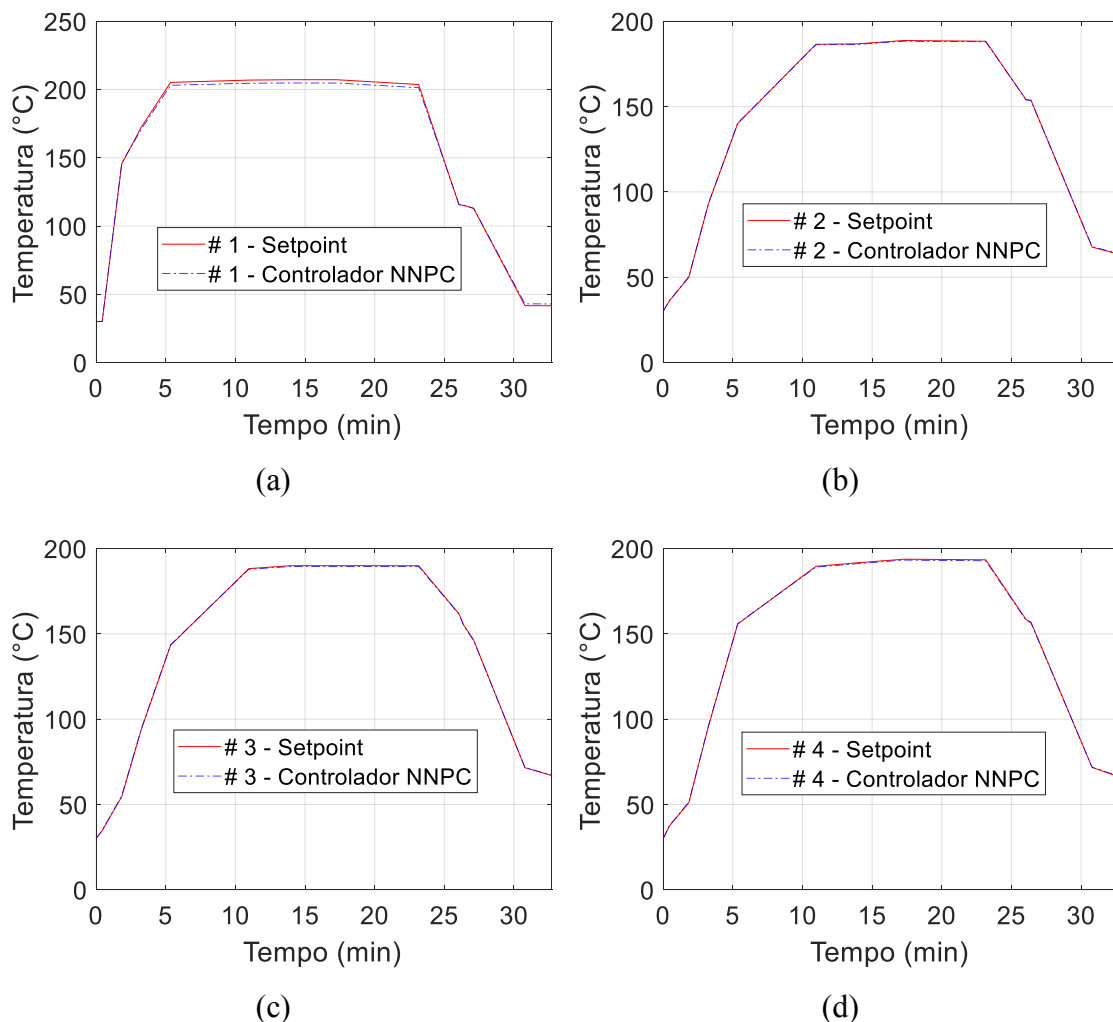 250
200
150
100
50
0
Temperatura (°C)
# 1 - Setpoint
# 1 - Controlador NNPC
0 5 10 15 20 25 30
Tempo (min)
(a)
200
150
100
50
0
Temperatura (°C)
# 2 - Setpoint
# 2 - Controlador NNPC
0 5 10 15 20 25 30
Tempo (min)
(b)
200
150
100
50
0
Temperatura (°C)
# 3 - Setpoint
# 3 - Controlador NNPC
0 5 10 15 20 25 30
Tempo (min)
(c)
200
150
100
50
0
Temperatura (°C)
# 4 - Setpoint
# 4 - Controlador NNPC
0 5 10 15 20 25 30
Tempo (min)
(d)